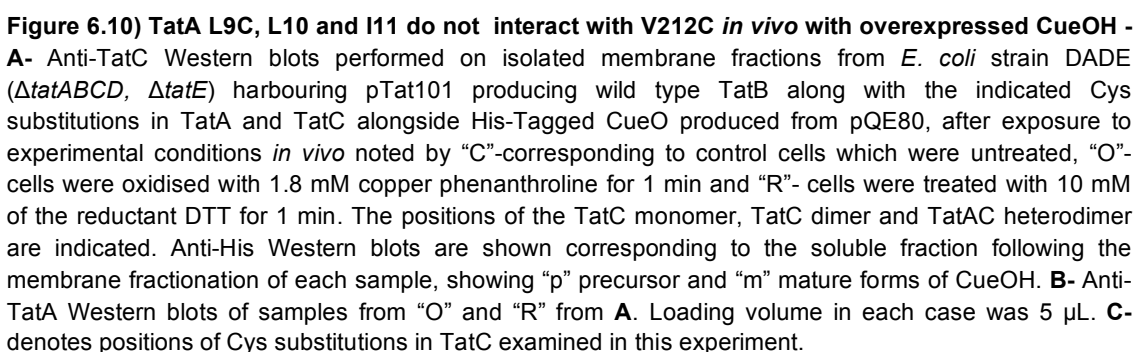 Figure 6.10) TatA L9C, L10 and I11 do not interact with V212C in vivo with overexpressed CueOH -
A- Anti-TatC Western blots performed on isolated membrane fractions from E. coli strain DADE
(ΔtatABCD, ΔtatE) harbouring pTat101 producing wild type TatB along with the indicated Cys
substitutions in TatA and TatC alongside His-Tagged CueO produced from pQE80, after exposure to
experimental conditions in vivo noted by “C”-corresponding to control cells which were untreated, “O”-
cells were oxidised with 1.8 mM copper phenanthroline for 1 min and “R”- cells were treated with 10 mM
of the reductant DTT for 1 min. The positions of the TatC monomer, TatC dimer and TatAC heterodimer
are indicated. Anti-His Western blots are shown corresponding to the soluble fraction following the
membrane fractionation of each sample, showing “p” precursor and “m” mature forms of CueOH. B- Anti-
TatA Western blots of samples from “O” and “R” from A. Loading volume in each case was 5 µL. C-
denotes positions of Cys substitutions in TatC examined in this experiment.